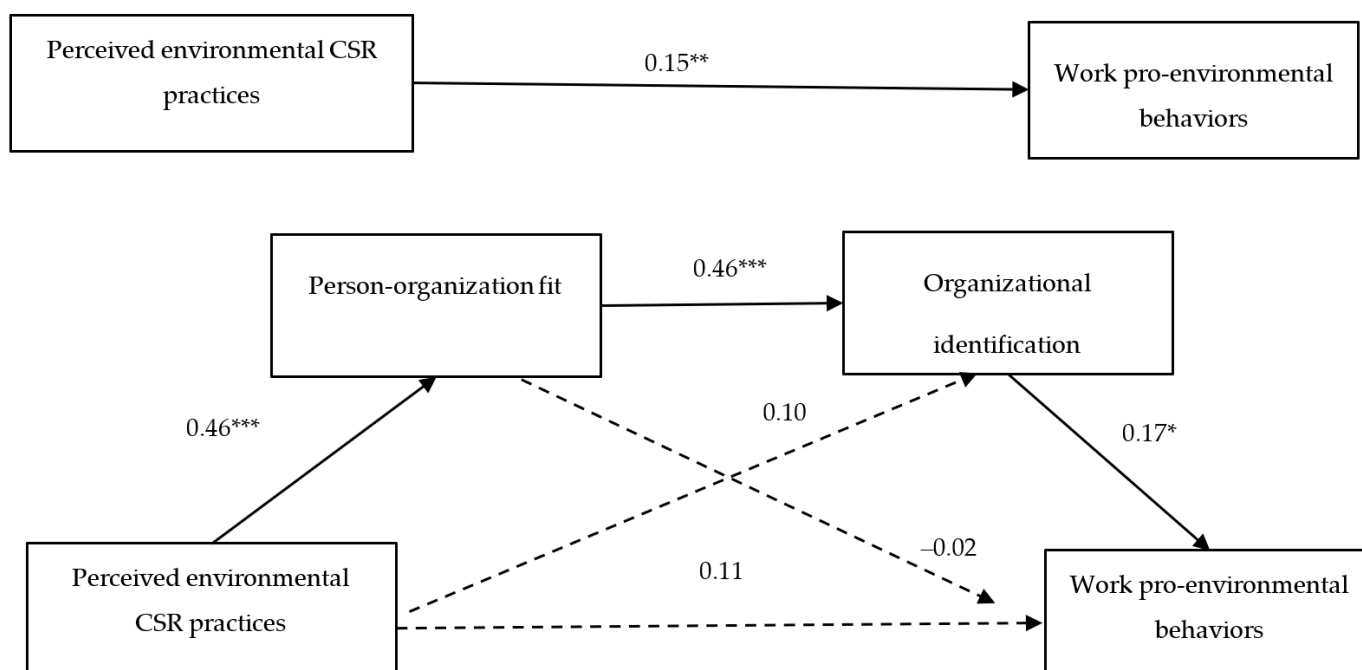 Perceived environmental CSR
practices
0.15**
Work pro-environmental
behaviors
Person-organization fit
0.46***
Organizational
identification
0.46***
0.10
0.17*
–0.02
0.11
Perceived environmental
CSR practices
Work pro-environmental
behaviors